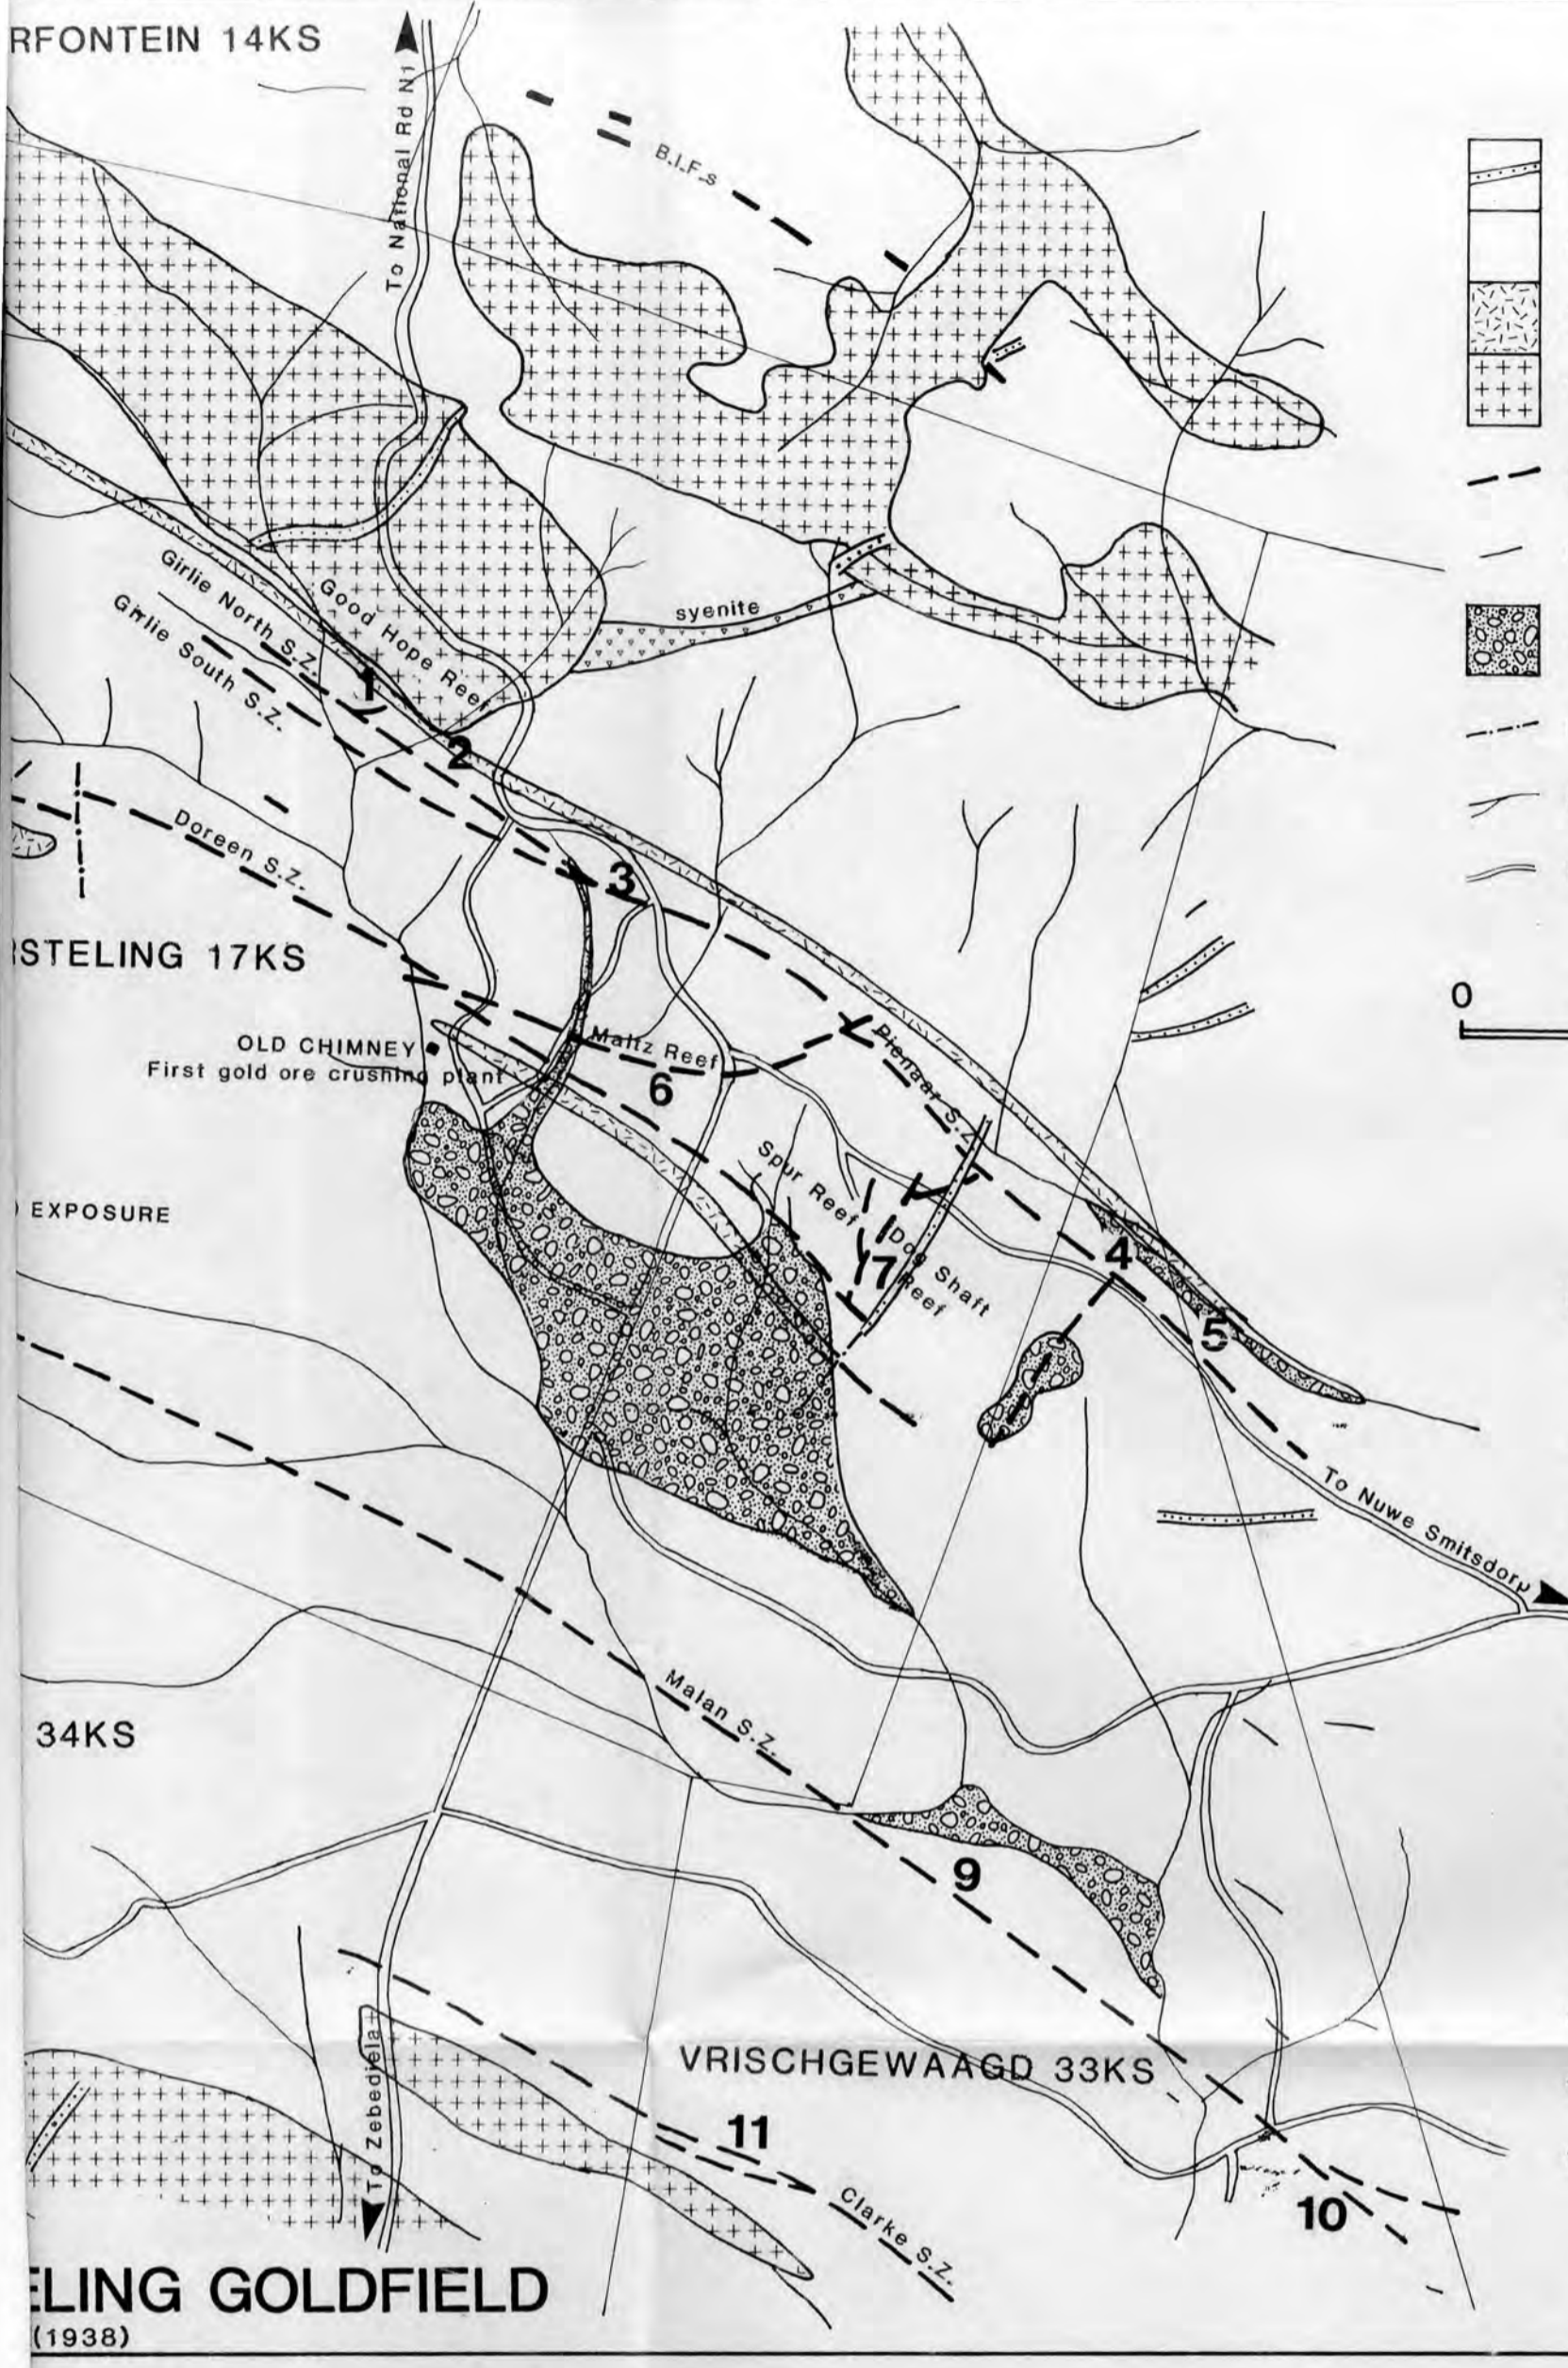 RFONTEIN 14KS
To National Rd N1
B.I.F.s
Girlie North S.Z.
Girlie South S.Z.
Good Hope Reef
syenite
1
2
Doreen S.Z.
3
STELING 17KS
0
OLD CHIMNEY
First gold ore crushing plant
Maltz Reef
6
Pienaar S.Z.
Spur Reef
Dog Shaft
Reef
7
EXPOSURE
4
5
To Nuwe Smitsdorp
Malan S.Z.
34KS
9
VRISCHGEWAAGD 33KS
To Zebediela
11
Clarke S.Z.
10
ELING GOLDFIELD
(1938)